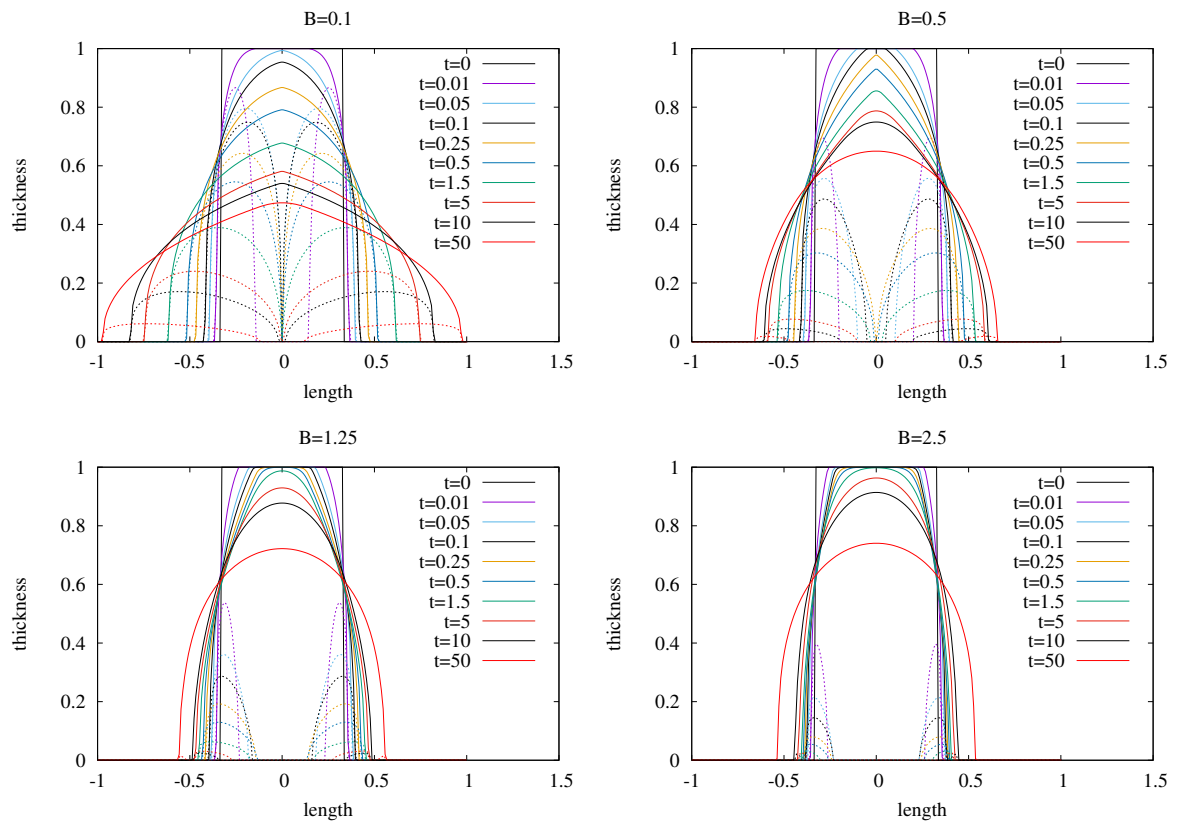 B=0.1
thickness
1
0.8
0.6
0.4
0.2
0
-1
-0.5
0
0.5
1
1.5
length
t=0
t=0.01
t=0.05
t=0.1
t=0.25
t=0.5
t=1.5
t=5
t=10
t=50
B=0.5
thickness
1
0.8
0.6
0.4
0.2
0
-1
-0.5
0
0.5
1
1.5
length
t=0
t=0.01
t=0.05
t=0.1
t=0.25
t=0.5
t=1.5
t=5
t=10
t=50
B=1.25
thickness
1
0.8
0.6
0.4
0.2
0
-1
-0.5
0
0.5
1
1.5
length
t=0
t=0.01
t=0.05
t=0.1
t=0.25
t=0.5
t=1.5
t=5
t=10
t=50
B=2.5
thickness
1
0.8
0.6
0.4
0.2
0
-1
-0.5
0
0.5
1
1.5
length
t=0
t=0.01
t=0.05
t=0.1
t=0.25
t=0.5
t=1.5
t=5
t=10
t=50